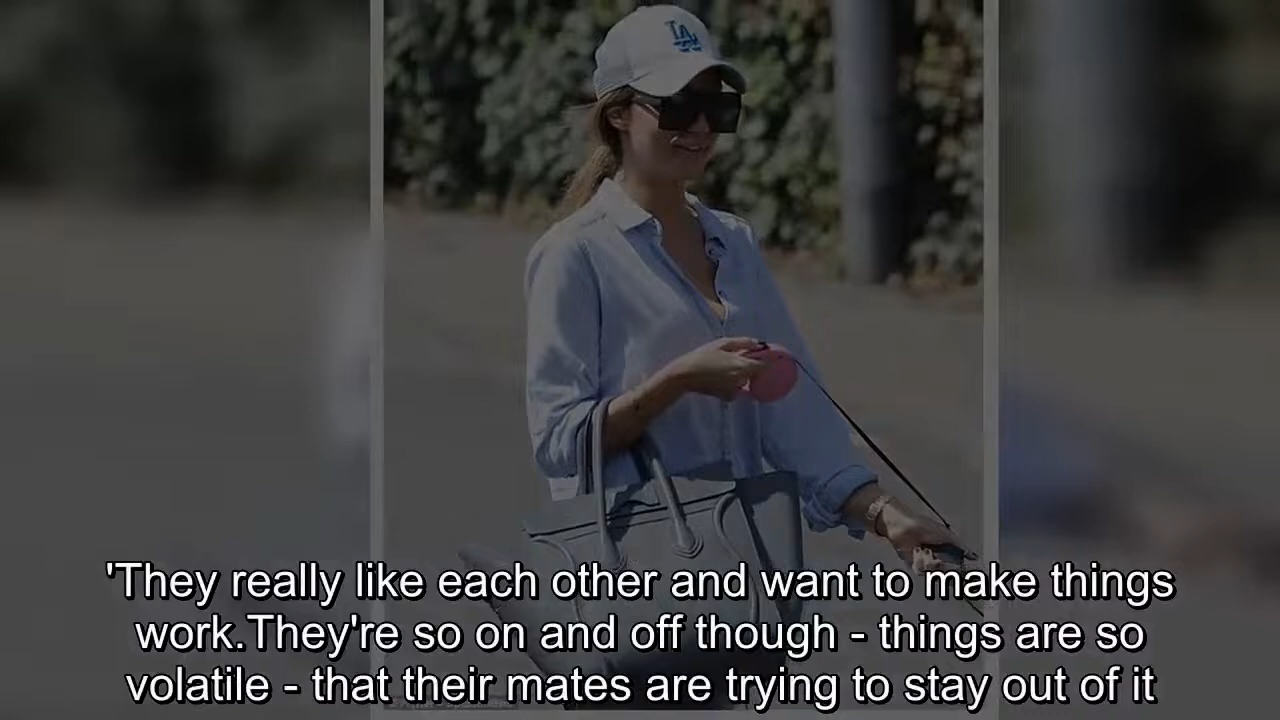 LA
'They really like each other and want to make things
work.They're so on and off though - things are so
volatile - that their mates are trying to stay out of it